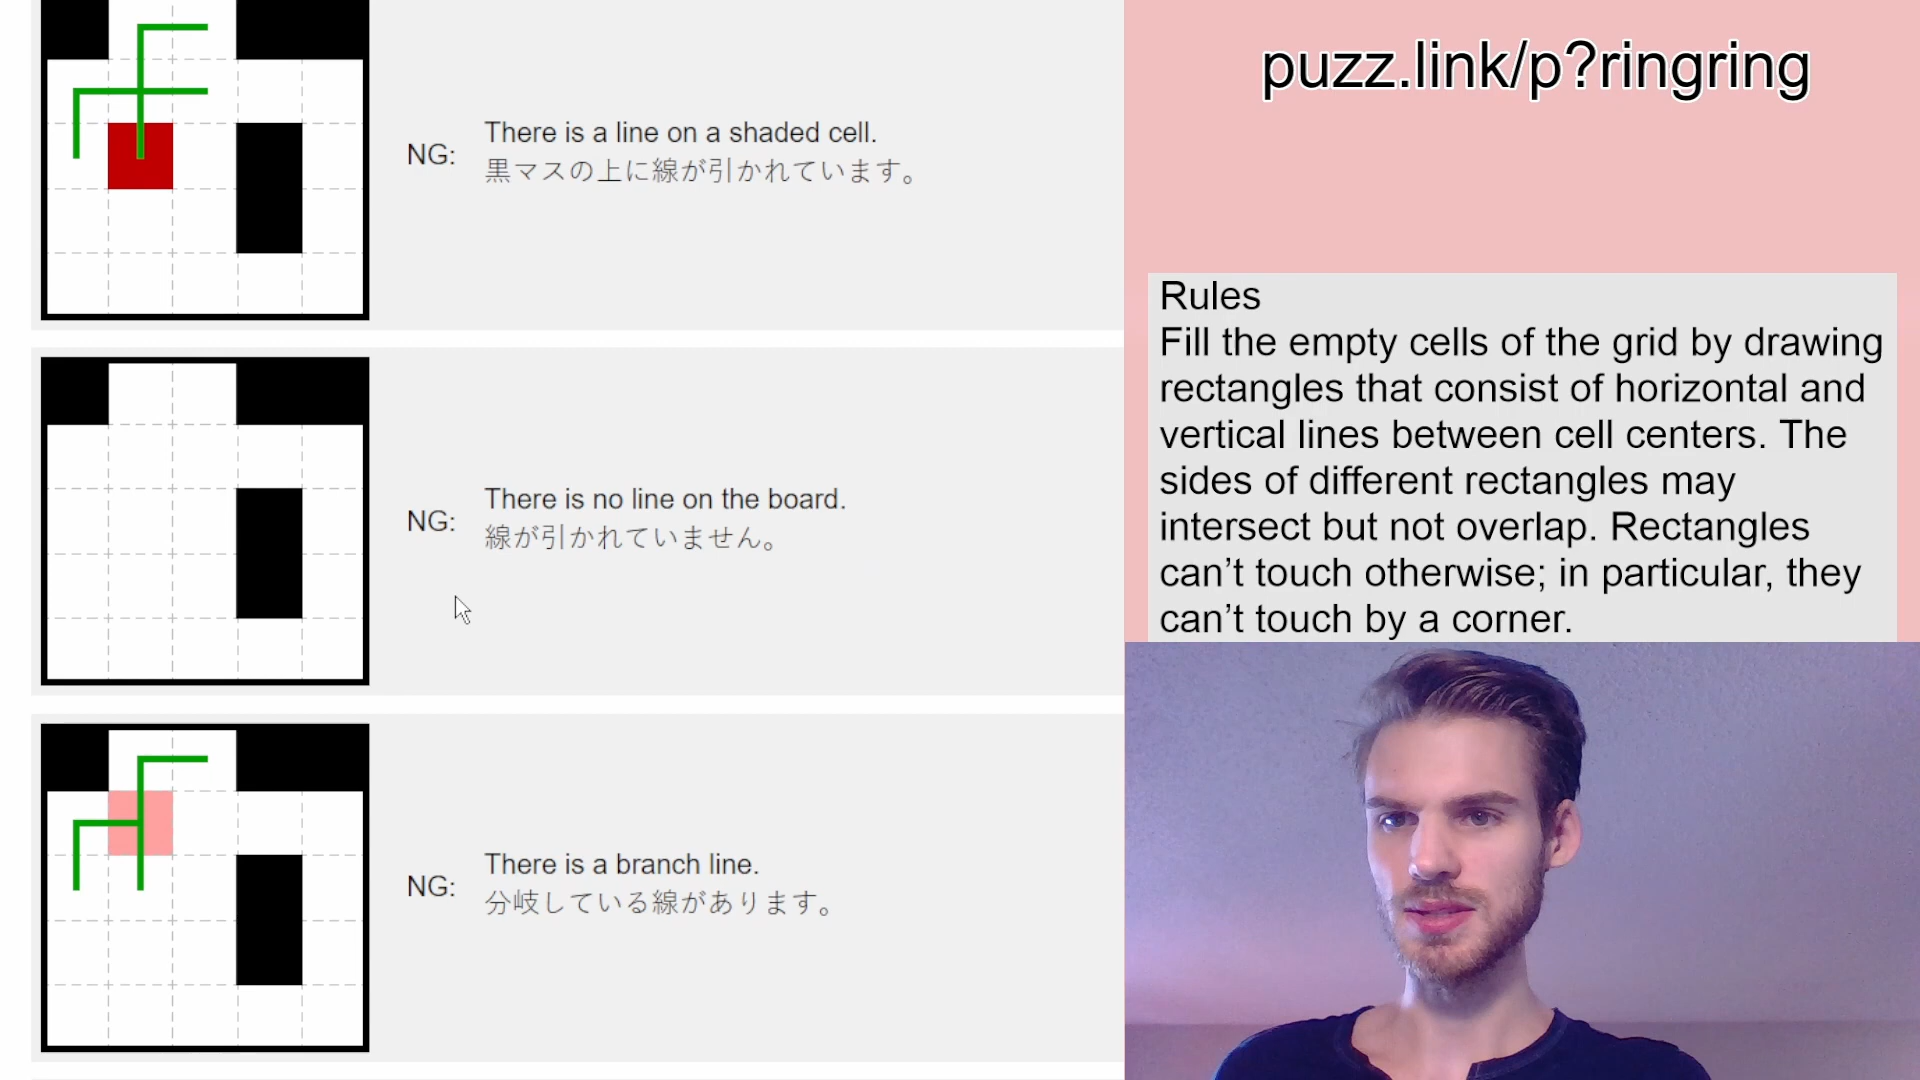 NG:
There is a line on a shaded cell.
黒マスの上に線が引かれています。
NG:
There is no line on the board.
線が引かれていません。
NG:
There is a branch line.
分岐している線があります。
puzz.link/p?ringring
Rules
Fill the empty cells of the grid by drawing
rectangles that consist of horizontal and
vertical lines between cell centers. The
sides of different rectangles may
intersect but not overlap. Rectangles
can’t touch otherwise; in particular, they
can’t touch by a corner.